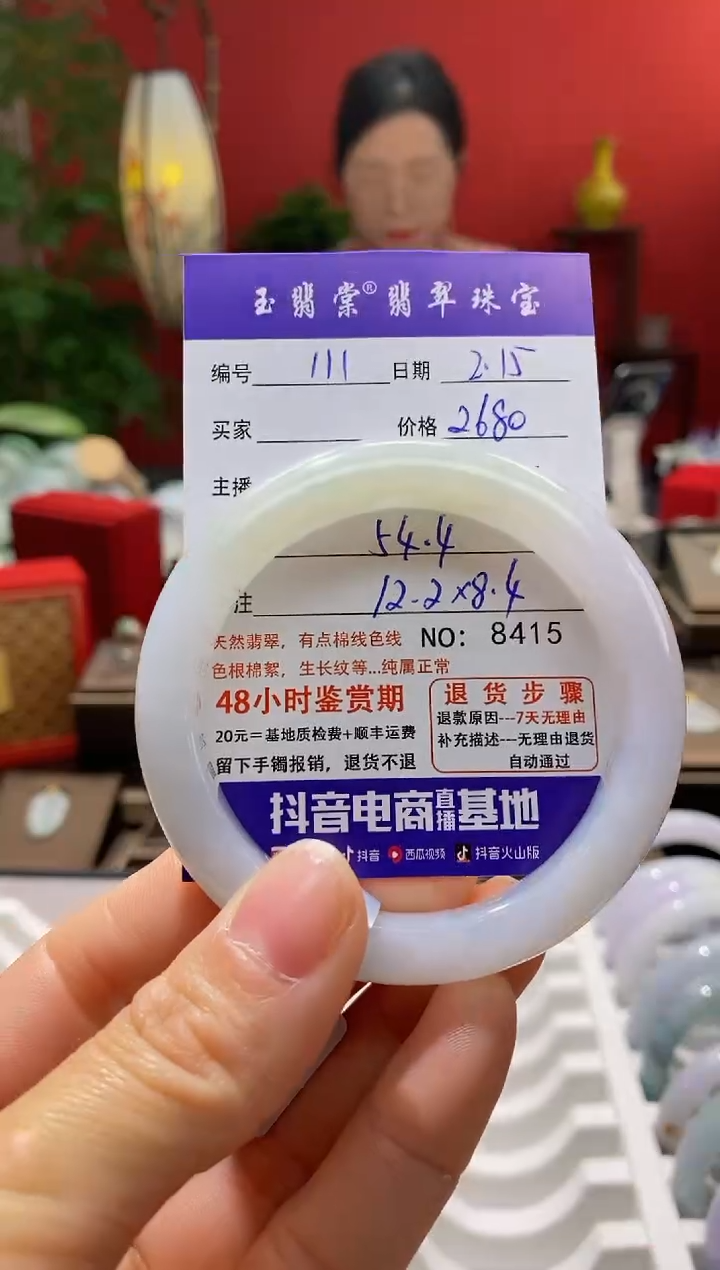 玉翡棠®翡翠珠宝
编号 111 日期 2.15
买家 价格 2680
主播
54.4
注 12.2×8.4
天然翡翠，有点棉线色线 NO: 8415
色根棉絮，生长纹等...纯属正常
48小时鉴赏期
20元=基地质检费+顺丰运费
留下手镯报销，退货不退
退货步骤
退款原因---7天无理由
补充描述---无理由退货
自动通过
抖音电商直播基地
抖音 西瓜视频 抖音火山版